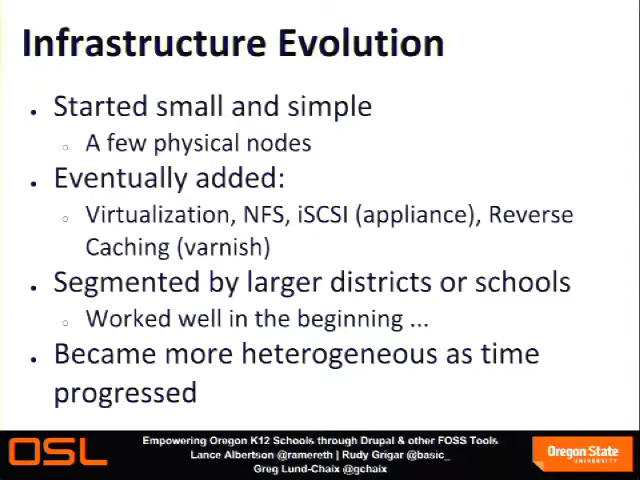 Infrastructure Evolution
• Started small and simple
○ A few physical nodes
• Eventually added:
○ Virtualization, NFS, iSCSI (appliance), Reverse
Caching (varnish)
• Segmented by larger districts or schools
○ Worked well in the beginning ...
• Became more heterogeneous as time
progressed
OSL
Empowering Oregon K12 Schools through Drupal & other FOSS Tools
Lance Albertson @ramereth | Rudy Grigar @basic_
Greg Lund-Chaix @gchaix
Oregon State
UNIVERSITY